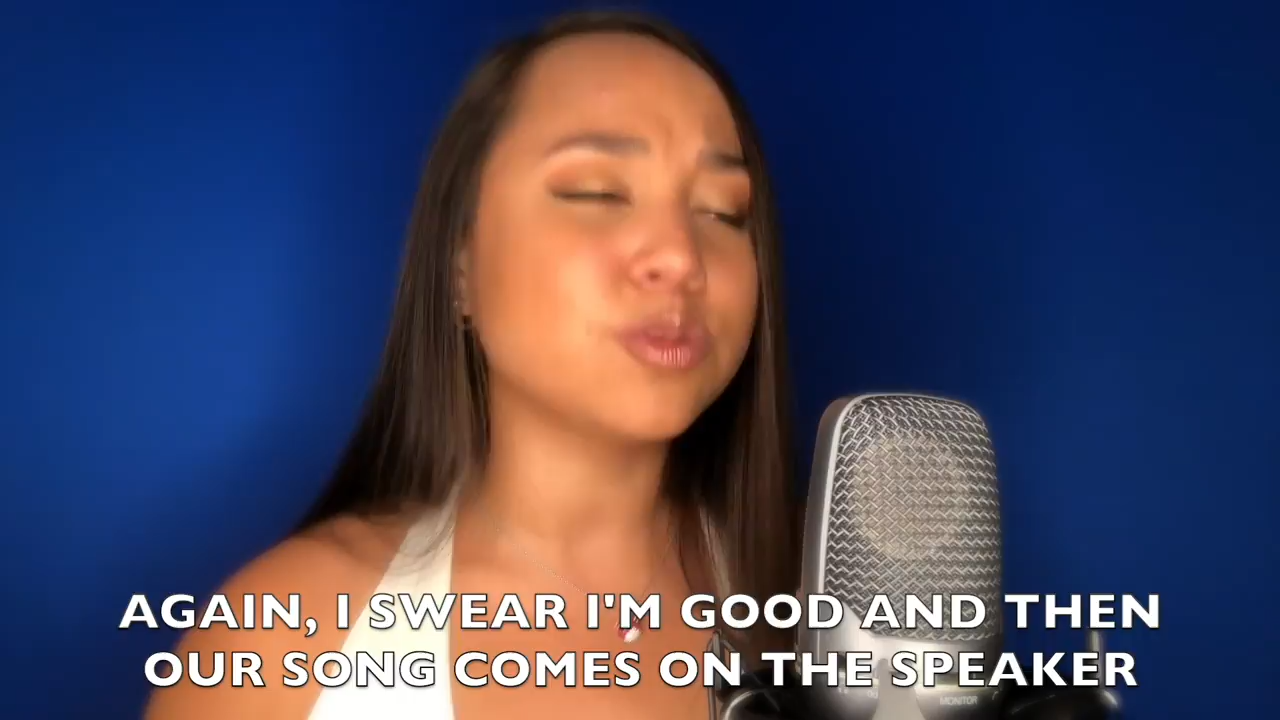 AGAIN, I SWEAR I'M GOOD AND THEN
OUR SONG COMES ON THE SPEAKER
MONITOR